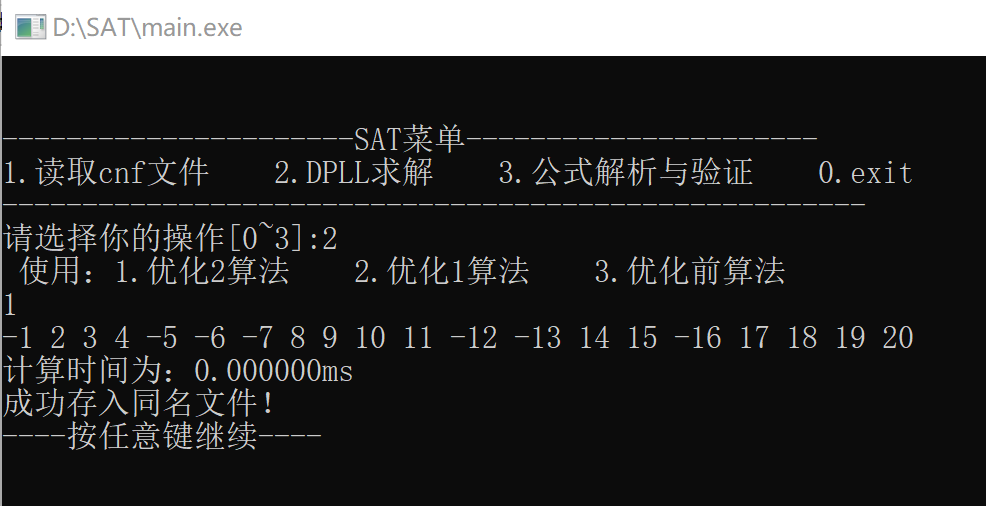 D:\SAT\main.exe
----------------------SAT菜单----------------------
1.读取cnf文件    2.DPLL求解    3.公式解析与验证    0.exit
------------------------------------------------------
请选择你的操作[0~3]:2
 使用：1.优化2算法    2.优化1算法    3.优化前算法
1
-1 2 3 4 -5 -6 -7 8 9 10 11 -12 -13 14 15 -16 17 18 19 20
计算时间为：0.000000ms
成功存入同名文件！
----按任意键继续----